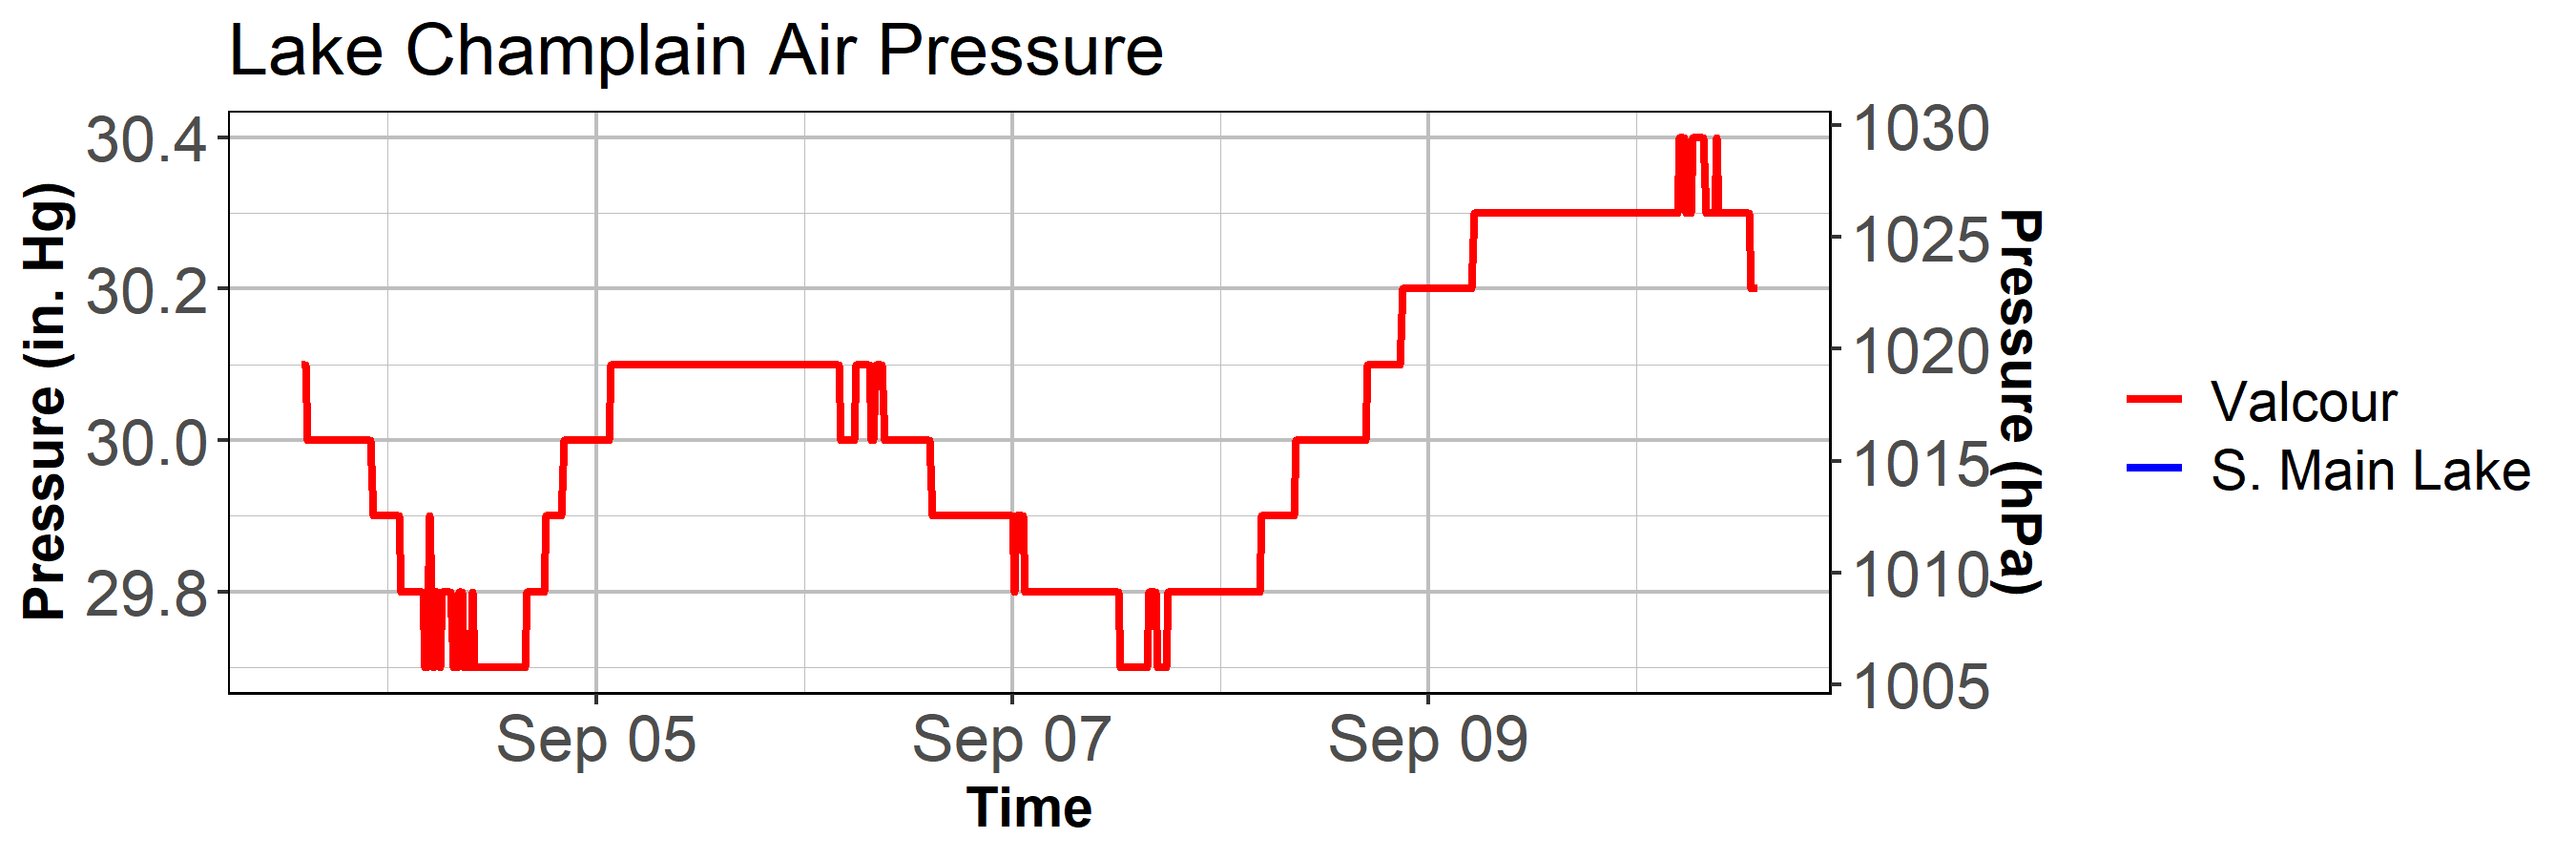 Lake Champlain Air Pressure
Pressure (in. Hg)
30.4
30.2
30.0
29.8
1030
1025
1020
1015
1010
1005
Pressure (hPa)
Sep 05
Sep 07
Sep 09
Time
Valcour
S. Main Lake